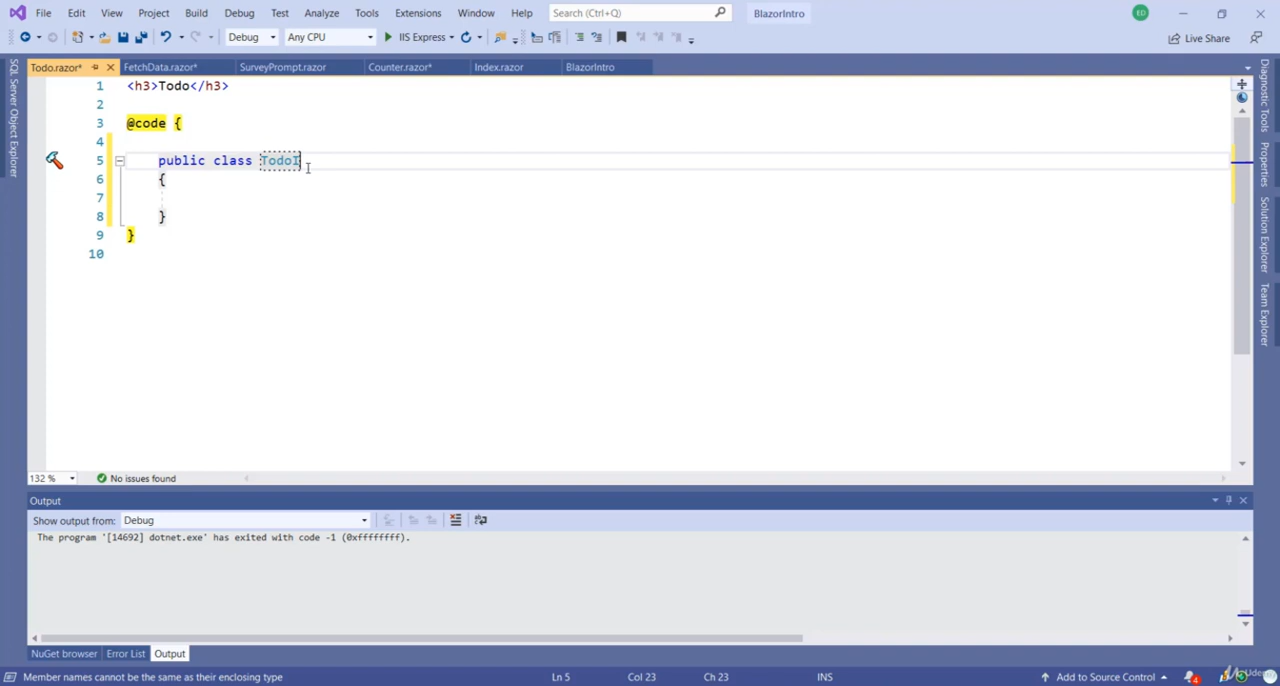 File Edit View Project Build Debug Test Analyze Tools Extensions Window Help Search (Ctrl+Q) BlazorIntro ED
Debug Any CPU IIS Express Live Share
Todo.razor* FetchData.razor* SurveyPrompt.razor Counter.razor* Index.razor BlazorIntro
SQL Server Object Explorer
1 <h3>Todo</h3>
2
3 @code {
4
5 public class TodoI
6 {
7
8 }
9 }
10
Diagnostic Tools
Properties
Solution Explorer
Team Explorer
132 % No issues found
Output
Show output from: Debug
The program '[14692] dotnet.exe' has exited with code -1 (0xffffffff).
NuGet browser Error List Output
Member names cannot be the same as their enclosing type Ln 5 Col 23 Ch 23 INS Add to Source Control 4
Udemy